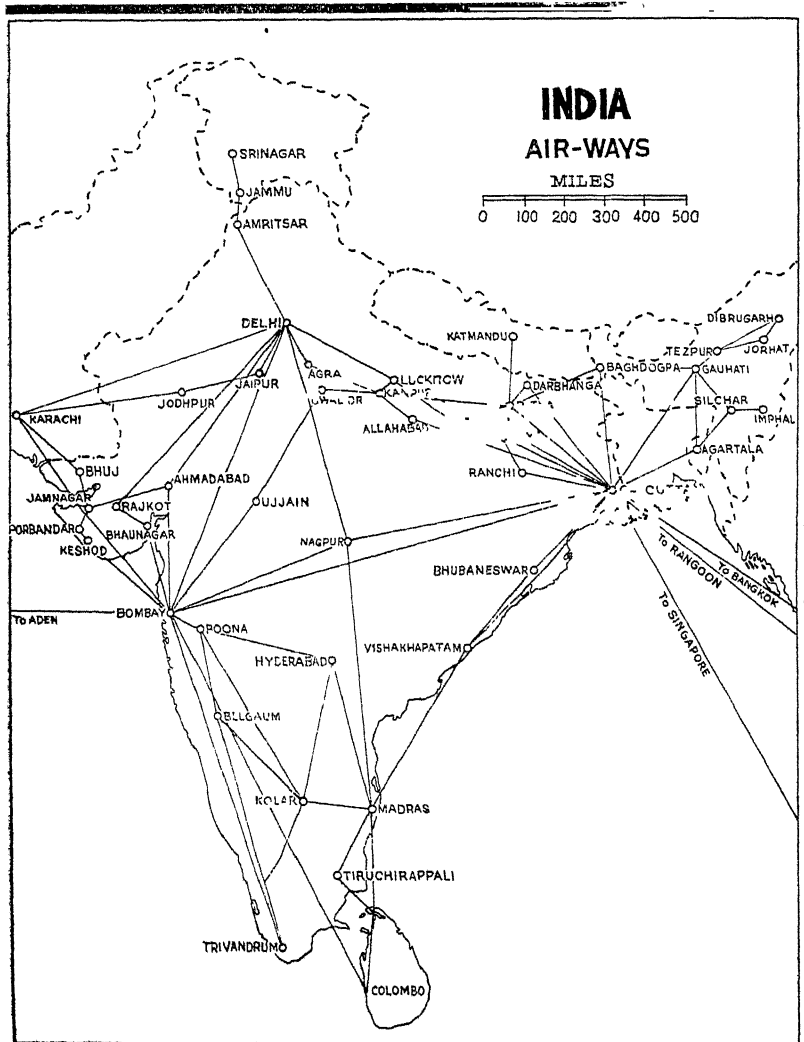 INDIA
AIR-WAYS
MILES
0 100 200 300 400 500
SRINAGAR
JAMMU
AMRITSAR
DELHI
KATMANDU
DIBRUGARH
JORHAT
TEZPUR
AGRA
LUCKNOW
BAGHDOGPA
GAUHATI
JAIPUR
DARBHANGA
JODHPUR
KARACHI
ALLAHABAD
SILCHAR
IMPHAL
AGARTALA
BHUJ
RANCHI
AHMADABAD
JAMNAGAR
RAJKOT
UJJAIN
PORBANDAR
BHAUNAGAR
KESHOD
NAGPUR
BHUBANESWAR
TO RANGOON
TO BANGKOK
TO SINGAPORE
TO ADEN
BOMBAY
POONA
VISHAKHAPATAM
HYDERABAD
BELGAUM
KOLAR
MADRAS
TIRUCHIRAPPALI
TRIVANDRUM
COLOMBO